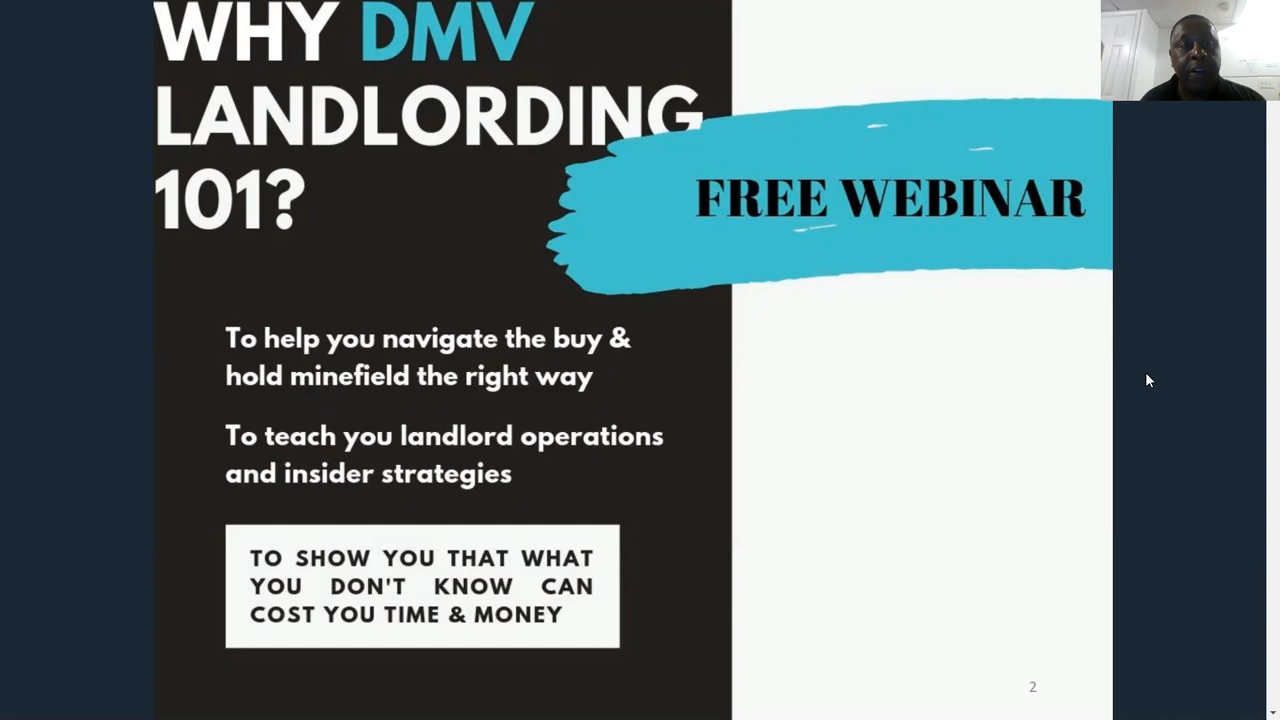 WHY DMV
LANDLORDING
101?
FREE WEBINAR
To help you navigate the buy &
hold minefield the right way
To teach you landlord operations
and insider strategies
TO SHOW YOU THAT WHAT
YOU DON'T KNOW CAN
COST YOU TIME & MONEY
2